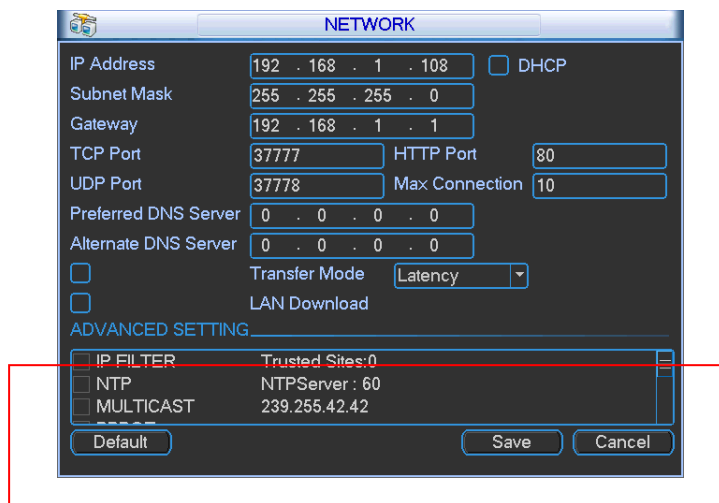 NETWORK
IP Address 192 . 168 . 1 . 108 DHCP
Subnet Mask 255 . 255 . 255 . 0
Gateway 192 . 168 . 1 . 1
TCP Port 37777 HTTP Port 80
UDP Port 37778 Max Connection 10
Preferred DNS Server 0 . 0 . 0 . 0
Alternate DNS Server 0 . 0 . 0 . 0
Transfer Mode Latency
LAN Download
ADVANCED SETTING
IP FILTER Trusted Sites:0
NTP NTPServer : 60
MULTICAST 239.255.42.42
Default Save Cancel